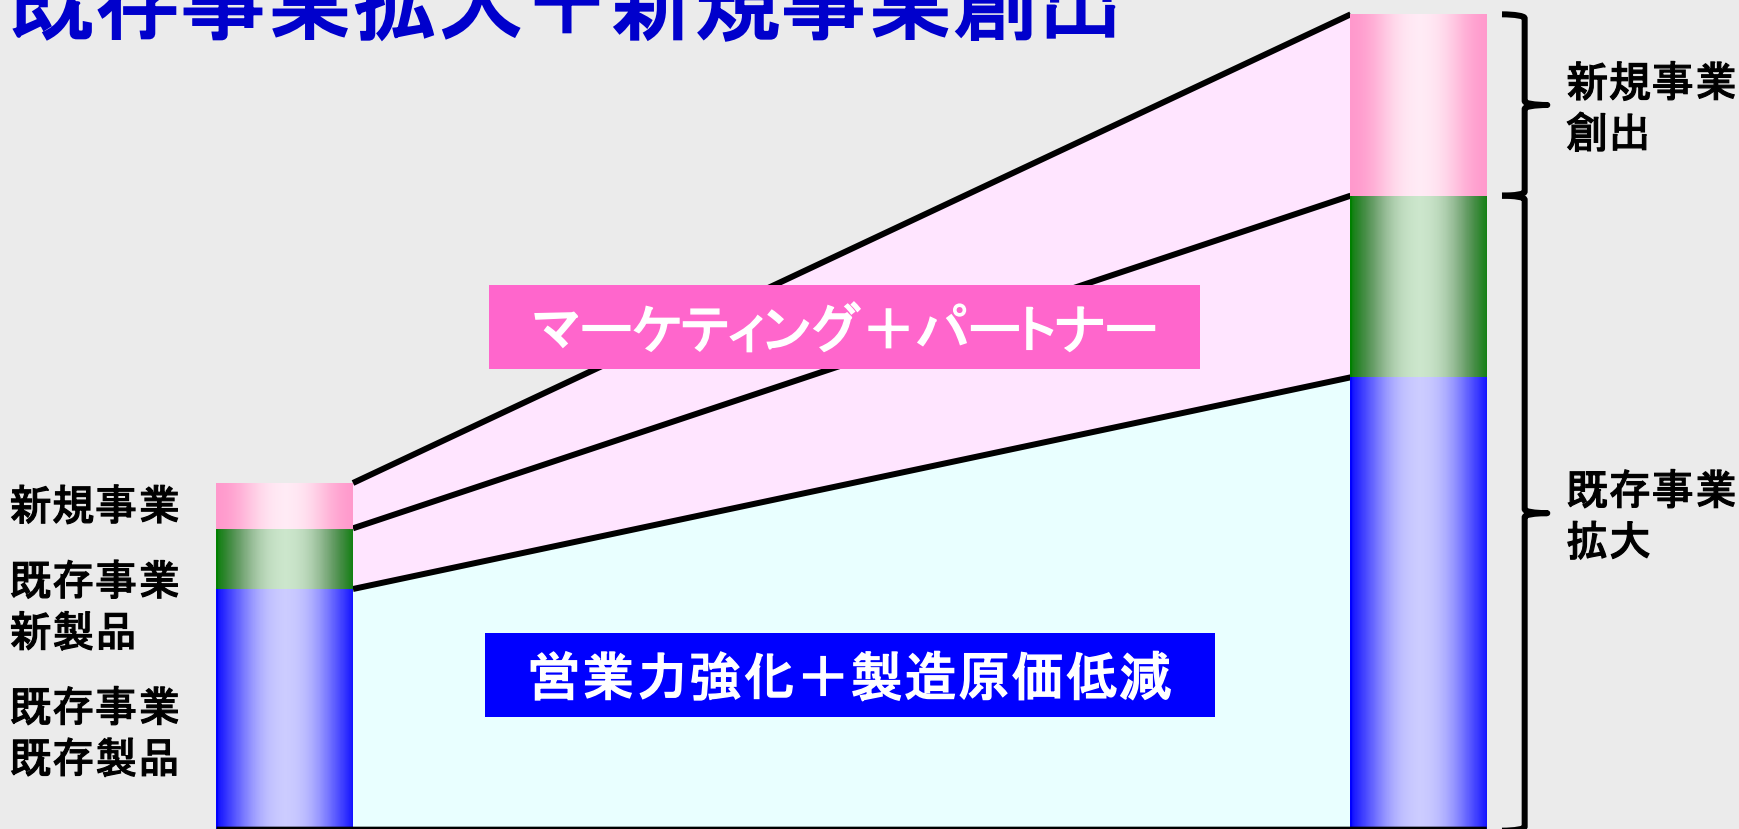 既存事業拡大＋新規事業創出
新規事業
創出
マーケティング＋パートナー
新規事業
既存事業
新製品
既存事業
既存製品
営業力強化＋製造原価低減
既存事業
拡大